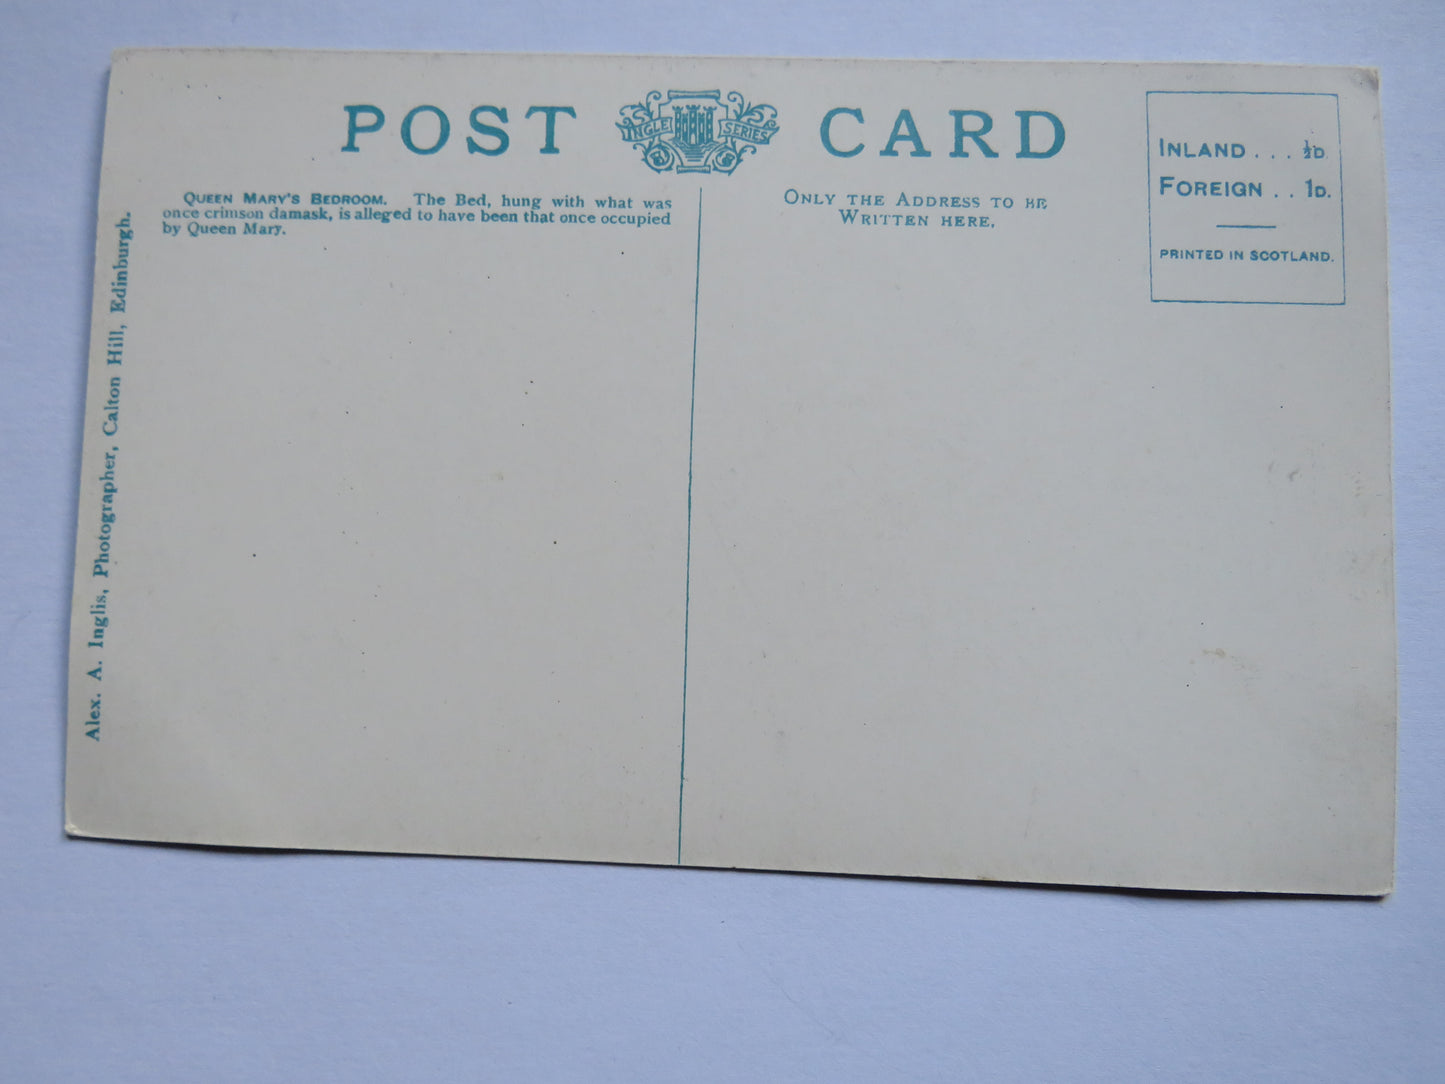 POST CARD
INGLE SERIES
QUEEN MARY'S BEDROOM. The Bed, hung with what was
once crimson damask, is alleged to have been that once occupied
by Queen Mary.
ONLY THE ADDRESS TO BE
WRITTEN HERE.
INLAND . . . ½D.
FOREIGN . . 1D.
PRINTED IN SCOTLAND.
Alex. A. Inglis, Photographer, Calton Hill, Edinburgh.